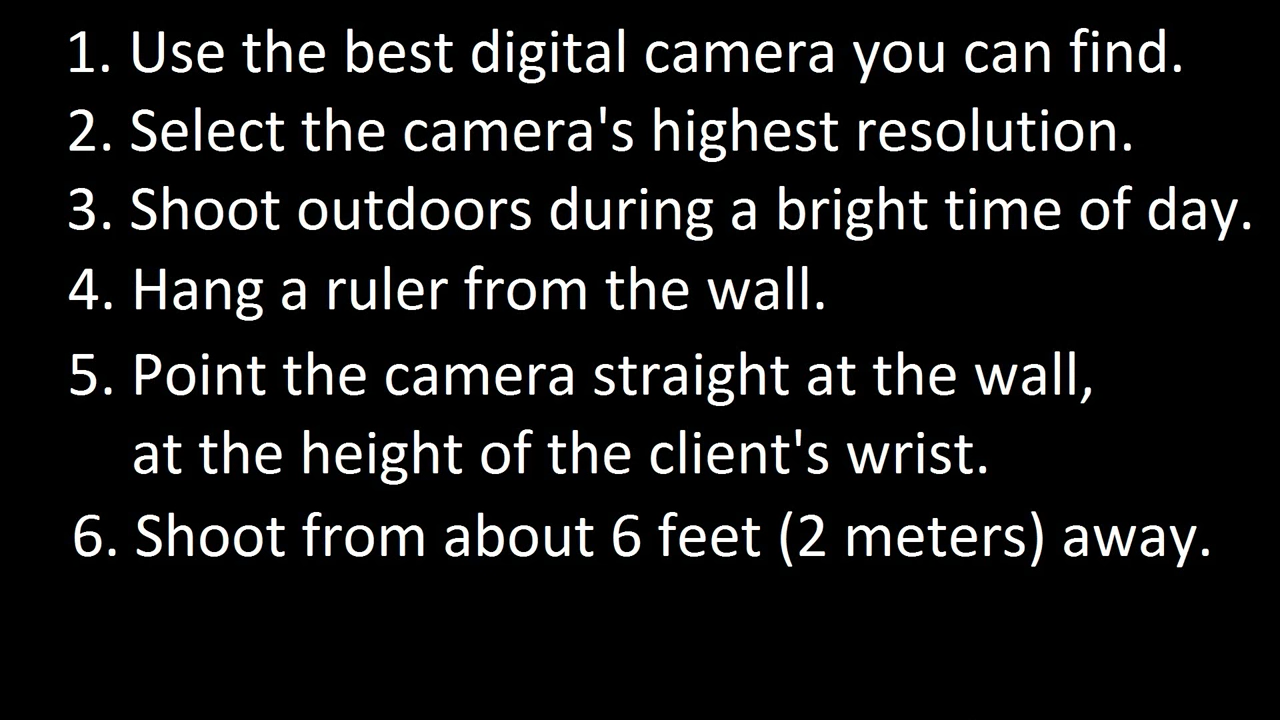 1. Use the best digital camera you can find.
2. Select the camera's highest resolution.
3. Shoot outdoors during a bright time of day.
4. Hang a ruler from the wall.
5. Point the camera straight at the wall,
at the height of the client's wrist.
6. Shoot from about 6 feet (2 meters) away.